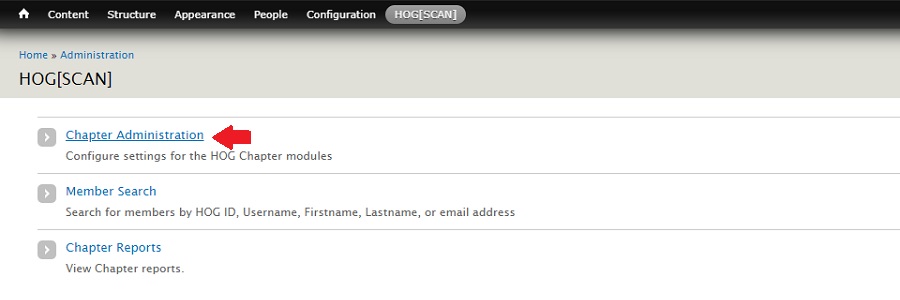 Content Structure Appearance People Configuration HOG[SCAN]
Home » Administration
HOG[SCAN]
Chapter Administration
Configure settings for the HOG Chapter modules
Member Search
Search for members by HOG ID, Username, Firstname, Lastname, or email address
Chapter Reports
View Chapter reports.